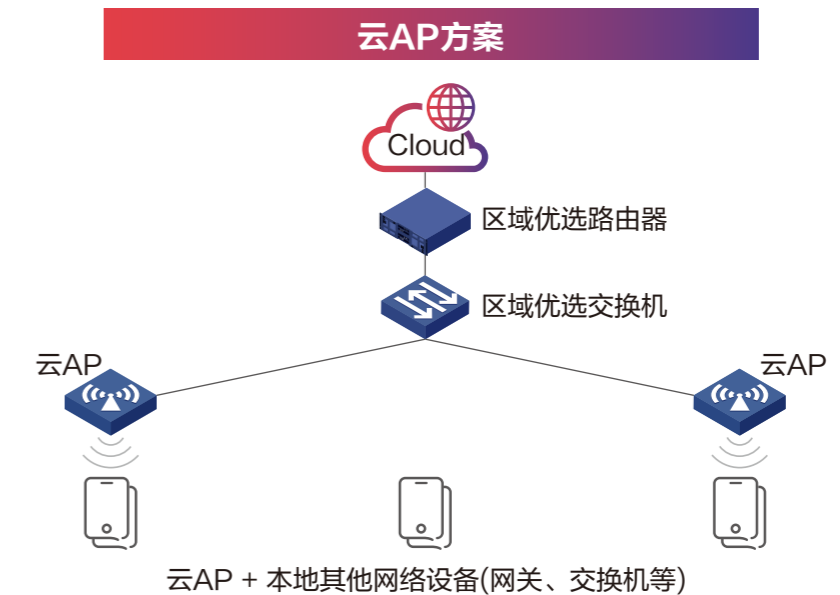 云AP方案
Cloud
区域优选路由器
区域优选交换机
云AP
云AP
云AP + 本地其他网络设备(网关、交换机等)